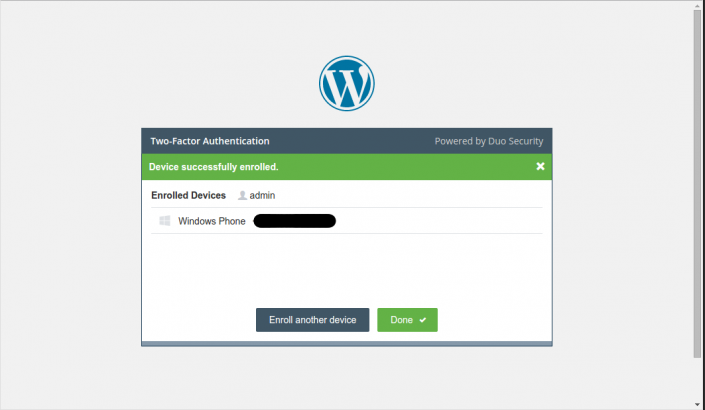 Two-Factor Authentication Powered by Duo Security
Device successfully enrolled.
Enrolled Devices admin
Windows Phone
Enroll another device Done